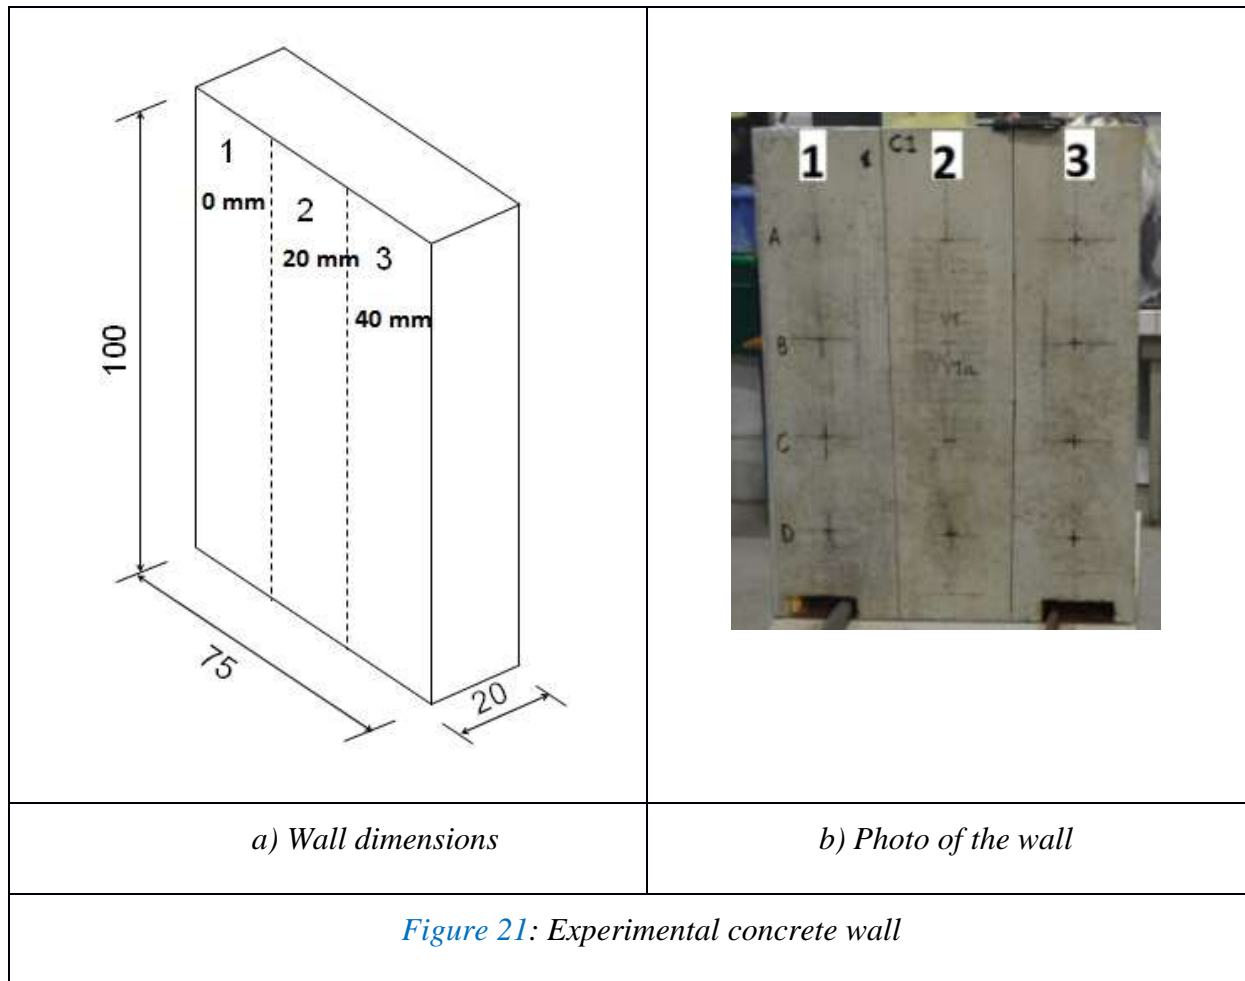 1
0 mm
2
20 mm
3
40 mm
100
75
20
1
C1
2
3
A
B
C
D
a) Wall dimensions
b) Photo of the wall
Figure 21: Experimental concrete wall